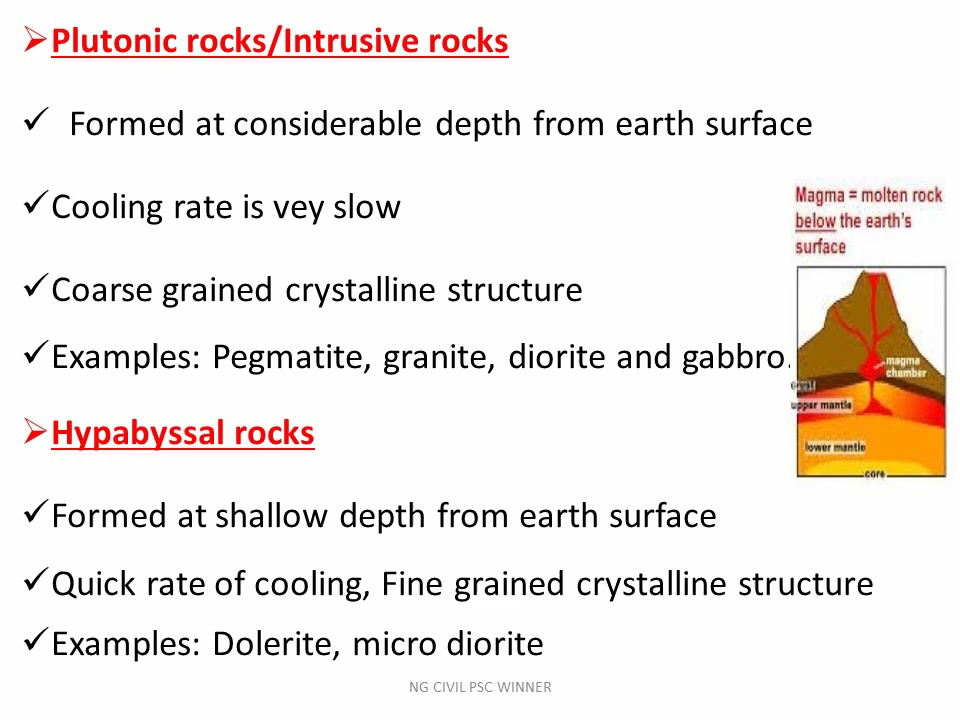 Plutonic rocks/Intrusive rocks
Formed at considerable depth from earth surface
Cooling rate is vey slow
Coarse grained crystalline structure
Examples: Pegmatite, granite, diorite and gabbro.
Magma = molten rock
below the earth's
surface
magma
chamber
crust
upper mantle
lower mantle
core
Hypabyssal rocks
Formed at shallow depth from earth surface
Quick rate of cooling, Fine grained crystalline structure
Examples: Dolerite, micro diorite
NG CIVIL PSC WINNER